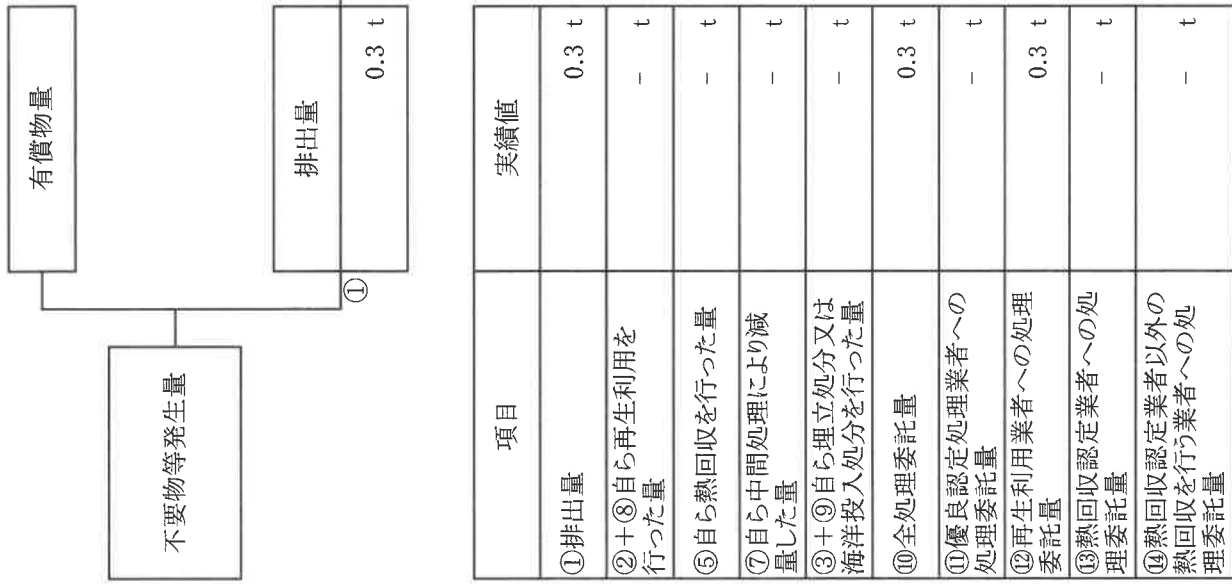 有償物量
不要物等発生量
排出量
①
0.3 t
項目
実績値
①排出量
0.3 t
②+⑧自ら再生利用を
行った量
- t
⑤自ら熱回収を行った量
- t
⑦自ら中間処理により減
量した量
- t
③+⑨自ら埋立処分又は
海洋投入処分を行った量
- t
⑩全処理委託量
0.3 t
⑪優良認定処理業者への
処理委託量
- t
⑫再生利用業者への処理
委託量
0.3 t
⑬熱回収認定業者への処
理委託量
- t
⑭熱回収認定業者以外の
熱回収を行う業者への処
理委託量
- t